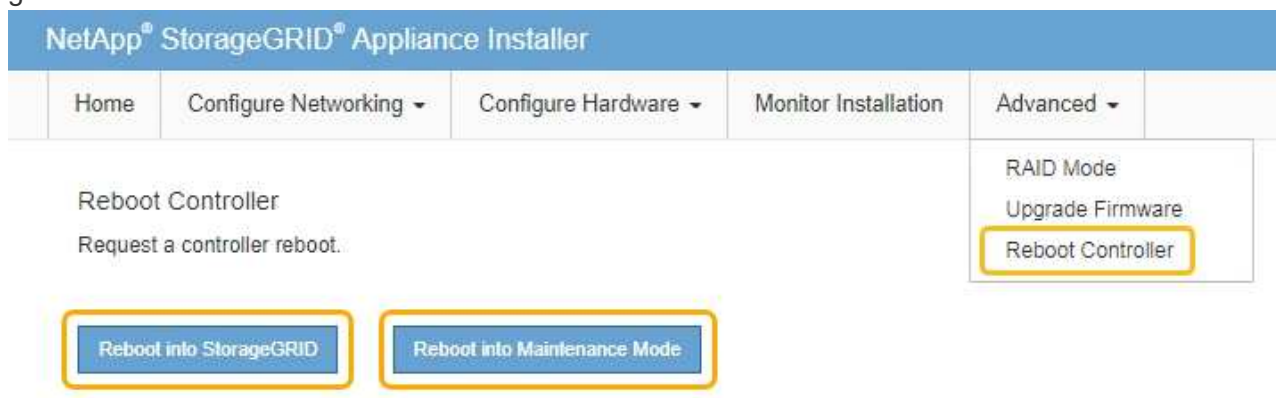 NetApp® StorageGRID® Appliance Installer
Home Configure Networking Configure Hardware Monitor Installation Advanced
RAID Mode
Upgrade Firmware
Reboot Controller
Reboot Controller
Request a controller reboot.
Reboot into StorageGRID Reboot into Maintenance Mode